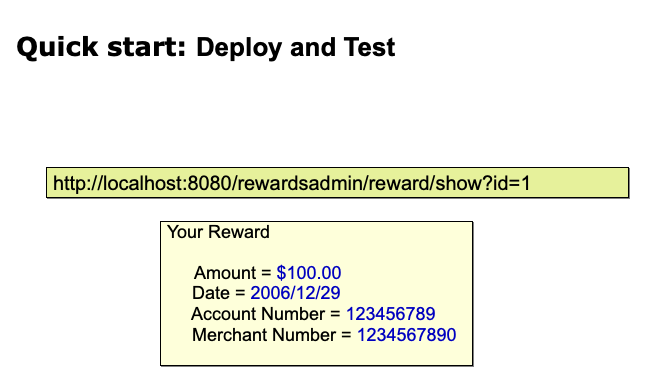 Quick start: Deploy and Test
http://localhost:8080/rewardsadmin/reward/show?id=1
Your Reward
Amount = $100.00
Date = 2006/12/29
Account Number = 123456789
Merchant Number = 1234567890